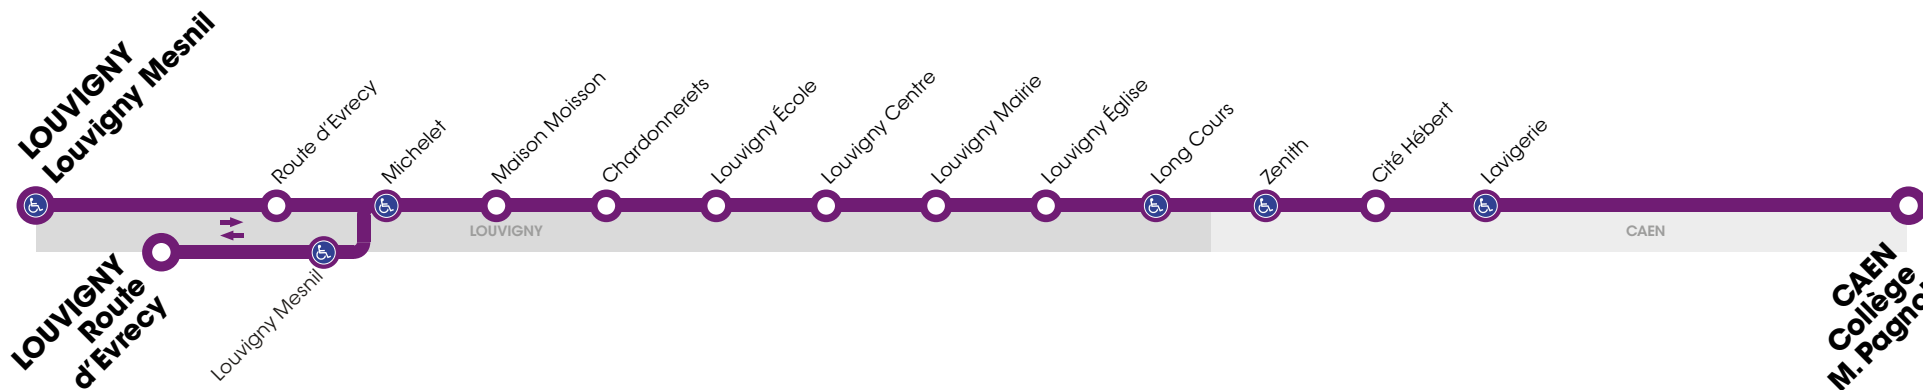 LOUVIGNY
Louvigny Mesnil
Route d'Evrecy
Michelet
Maison Moisson
Chardonnerets
Louvigny École
Louvigny Centre
Louvigny Mairie
Louvigny Église
Long Cours
Zenith
Cité Hébert
Lavigerie
LOUVIGNY
CAEN
LOUVIGNY
Route
d'Evrecy
Louvigny Mesnil
CAEN
Collège
M.